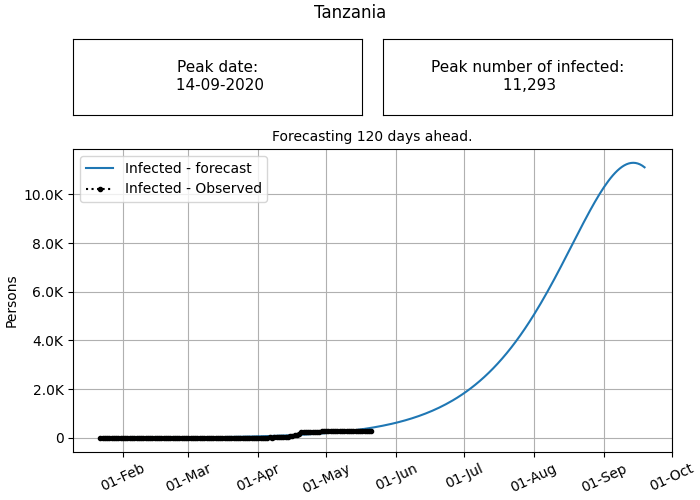 Tanzania
Peak date:
14-09-2020
Peak number of infected:
11,293
Forecasting 120 days ahead.
Infected - forecast
Infected - Observed
Persons
10.0K
8.0K
6.0K
4.0K
2.0K
0
01-Feb
01-Mar
01-Apr
01-May
01-Jun
01-Jul
01-Aug
01-Sep
01-Oct